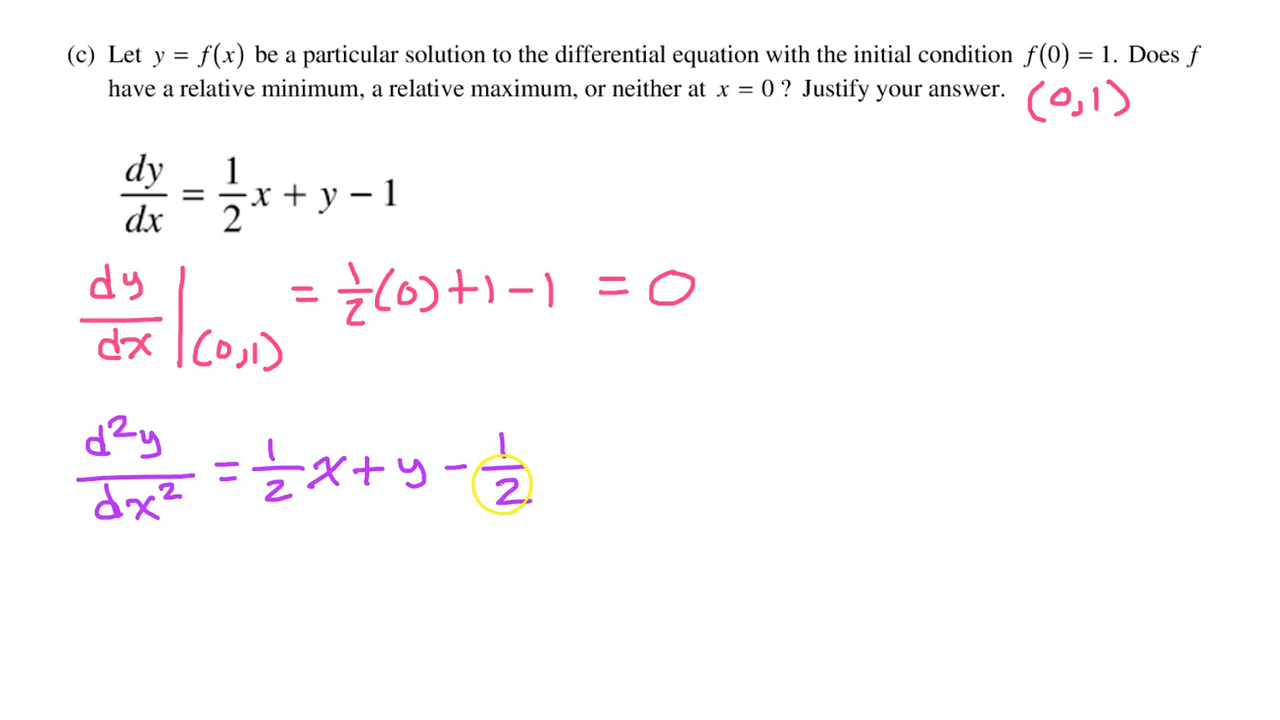 (c) Let y = f(x) be a particular solution to the differential equation with the initial condition f(0) = 1. Does f
have a relative minimum, a relative maximum, or neither at x = 0 ? Justify your answer. (0,1)
dy/dx = 1/2 x + y − 1
dy/dx |(0,1) = 1/2 (0) + 1 − 1 = 0
d²y/dx² = 1/2 x + y − 1/2